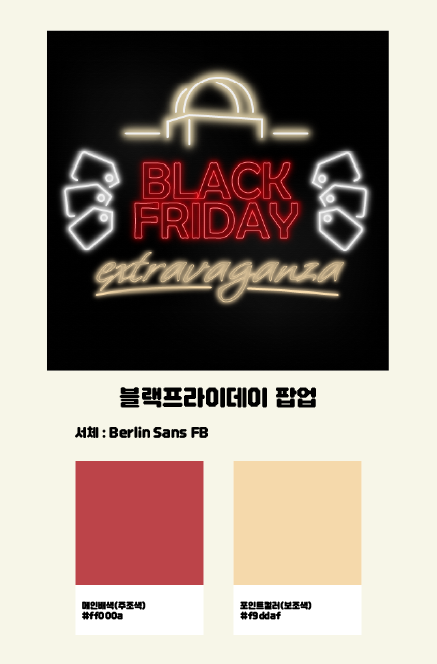 BLACK
FRIDAY
extravaganza
블랙프라이데이 팝업
서체 : Berlin Sans FB
메인배색(주조색)
#ff000a
포인트컬러(보조색)
#f9ddaf